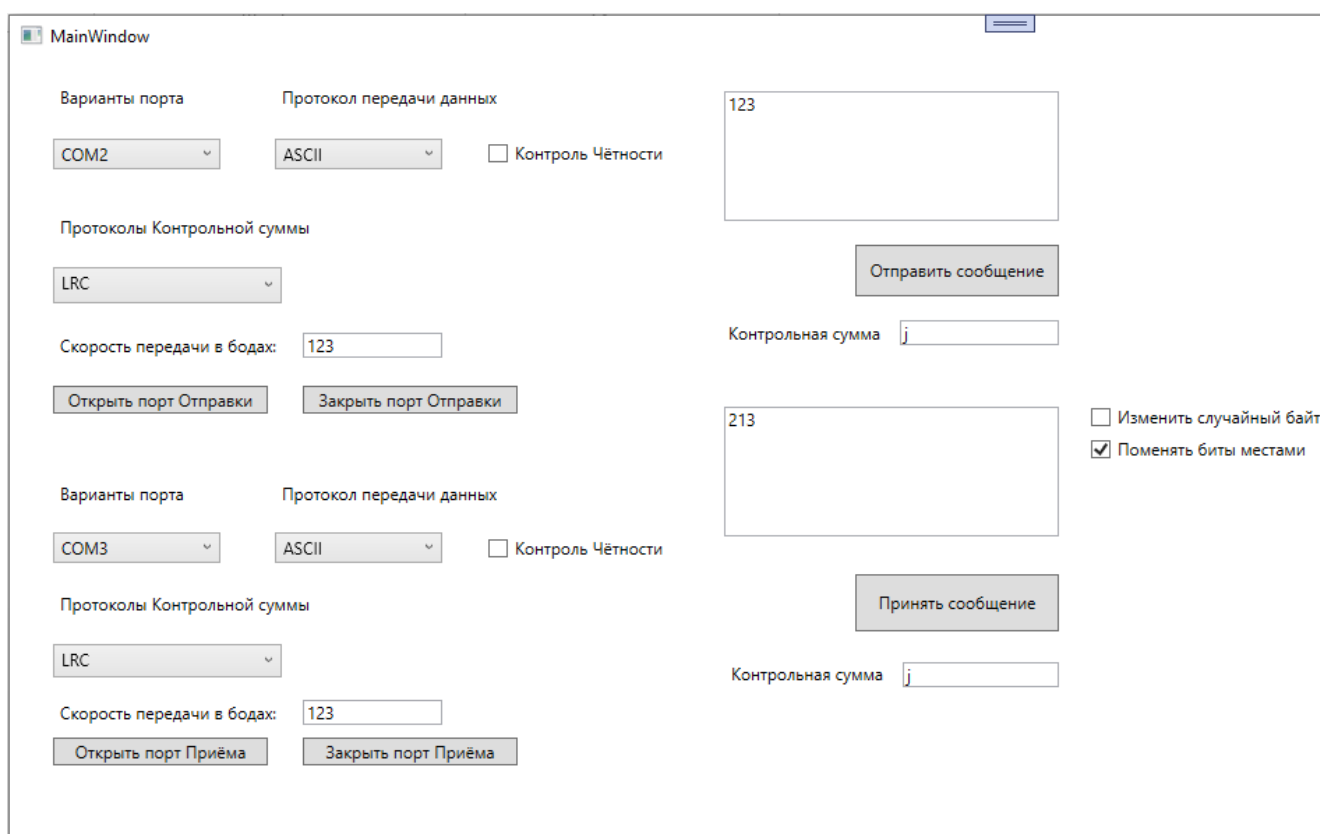 MainWindow
Варианты порта
Протокол передачи данных
COM2
ASCII
Контроль Чётности
Протоколы Контрольной суммы
LRC
Скорость передачи в бодах:
123
Открыть порт Отправки
Закрыть порт Отправки
123
Отправить сообщение
Контрольная сумма
j
Варианты порта
Протокол передачи данных
COM3
ASCII
Контроль Чётности
Протоколы Контрольной суммы
LRC
Скорость передачи в бодах:
123
Открыть порт Приёма
Закрыть порт Приёма
213
Изменить случайный байт
Поменять биты местами
Принять сообщение
Контрольная сумма
j